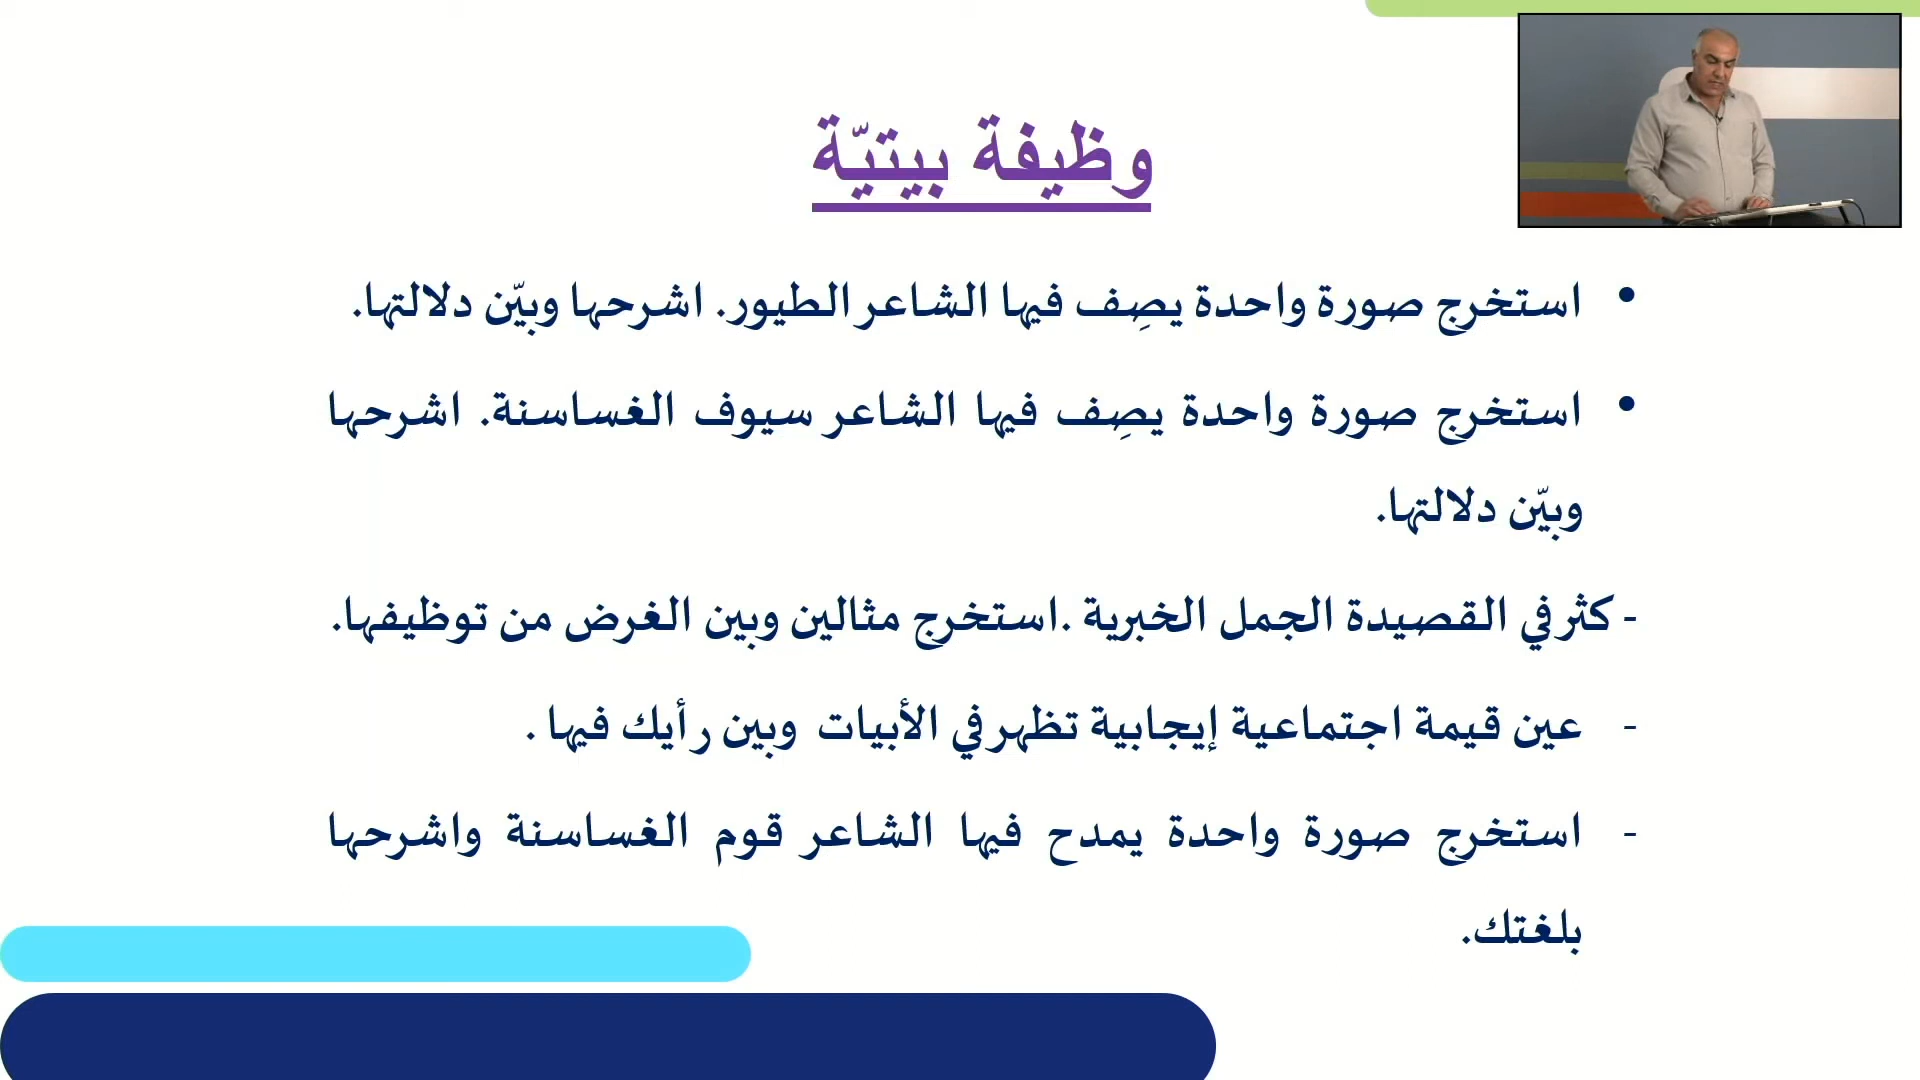 وظيفة بيتيّة
• استخرج صورة واحدة يصِف فيها الشاعر الطيور. اشرحها وبيّن دلالتها.
• استخرج صورة واحدة يصِف فيها الشاعر سيوف الغساسنة. اشرحها
وبيّن دلالتها.
- كثر في القصيدة الجمل الخبرية .استخرج مثالين وبين الغرض من توظيفها.
- عين قيمة اجتماعية إيجابية تظهر في الأبيات وبين رأيك فيها .
- استخرج صورة واحدة يمدح فيها الشاعر قوم الغساسنة واشرحها
بلغتك.